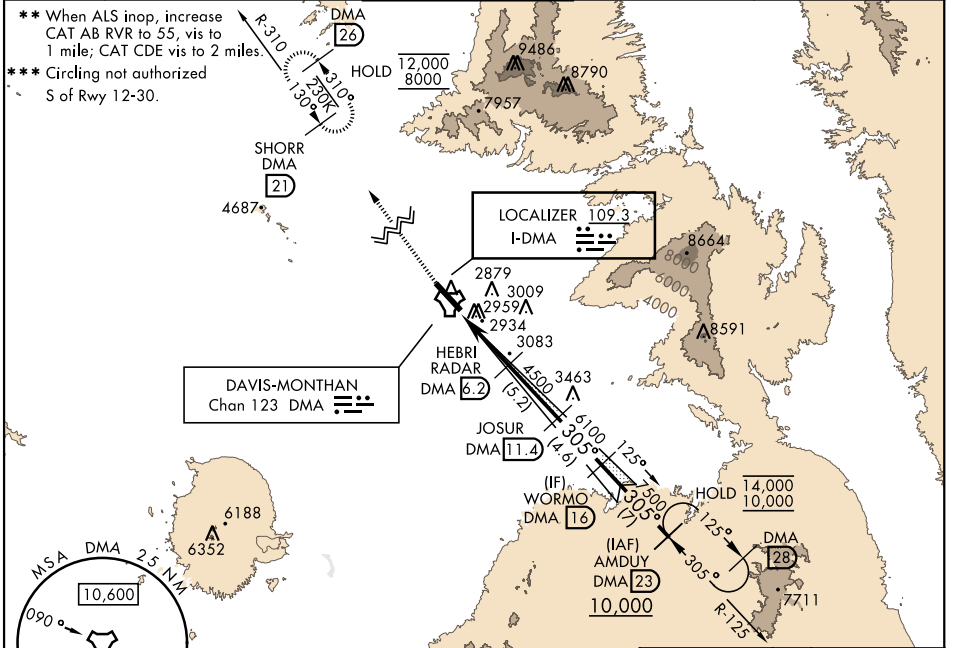 ** When ALS inop, increase
CAT AB RVR to 55, vis to
1 mile; CAT CDE vis to 2 miles.
*** Circling not authorized
S of Rwy 12-30.
R-310
DMA
26
310°
230K
130°
HOLD
12,000
8000
9486
8790
7957
SHORR
DMA
21
4687
LOCALIZER 109.3
I-DMA
8664
8000
6000
4000
8591
2879
3009
2959
2934
3083
HEBRI
RADAR
DMA 6.2
4500
(5.2)
3463
DAVIS-MONTHAN
Chan 123 DMA
JOSUR
DMA 11.4
6100
305°
(4.6)
125°
(IF)
WORMO
DMA 16
7500
305°
(7)
HOLD
14,000
10,000
125°
DMA
28
(IAF)
AMDUY
DMA 23
10,000
305°
7711
R-125
6188
6352
MSA DMA 25 NM
10,600
090°